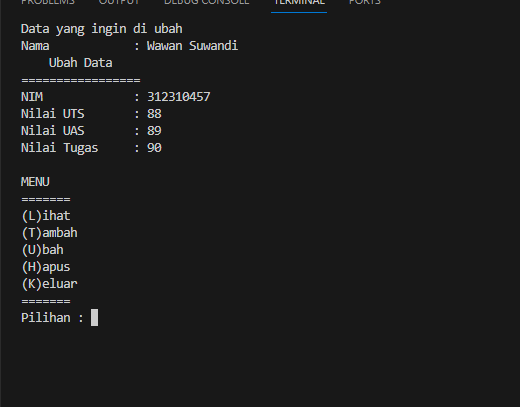 PROBLEMS OUTPUT DEBUG CONSOLE TERMINAL PORTS
Data yang ingin di ubah
Nama : Wawan Suwandi
Ubah Data
=================
NIM : 312310457
Nilai UTS : 88
Nilai UAS : 89
Nilai Tugas : 90
MENU
=======
(L)ihat
(T)ambah
(U)bah
(H)apus
(K)eluar
=======
Pilihan :